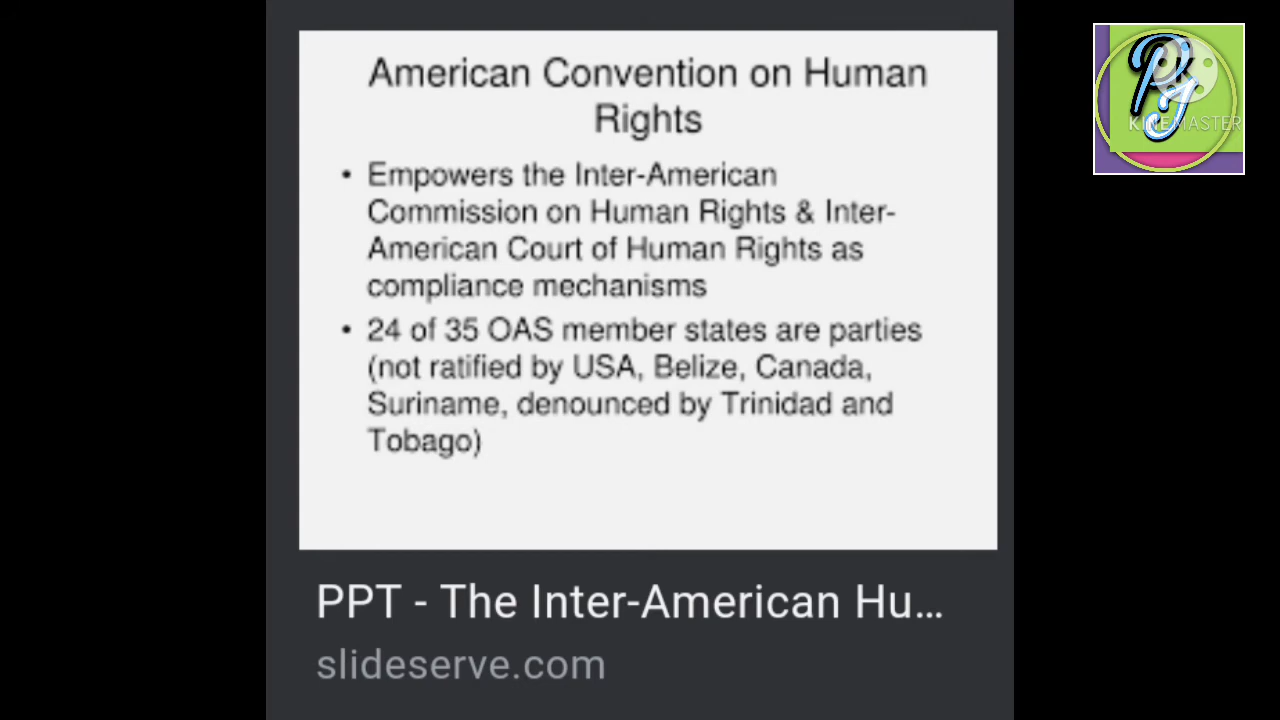 American Convention on Human
Rights
• Empowers the Inter-American
Commission on Human Rights & Inter-
American Court of Human Rights as
compliance mechanisms
• 24 of 35 OAS member states are parties
(not ratified by USA, Belize, Canada,
Suriname, denounced by Trinidad and
Tobago)
PPT - The Inter-American Hu...
slideserve.com
KINEMASTER